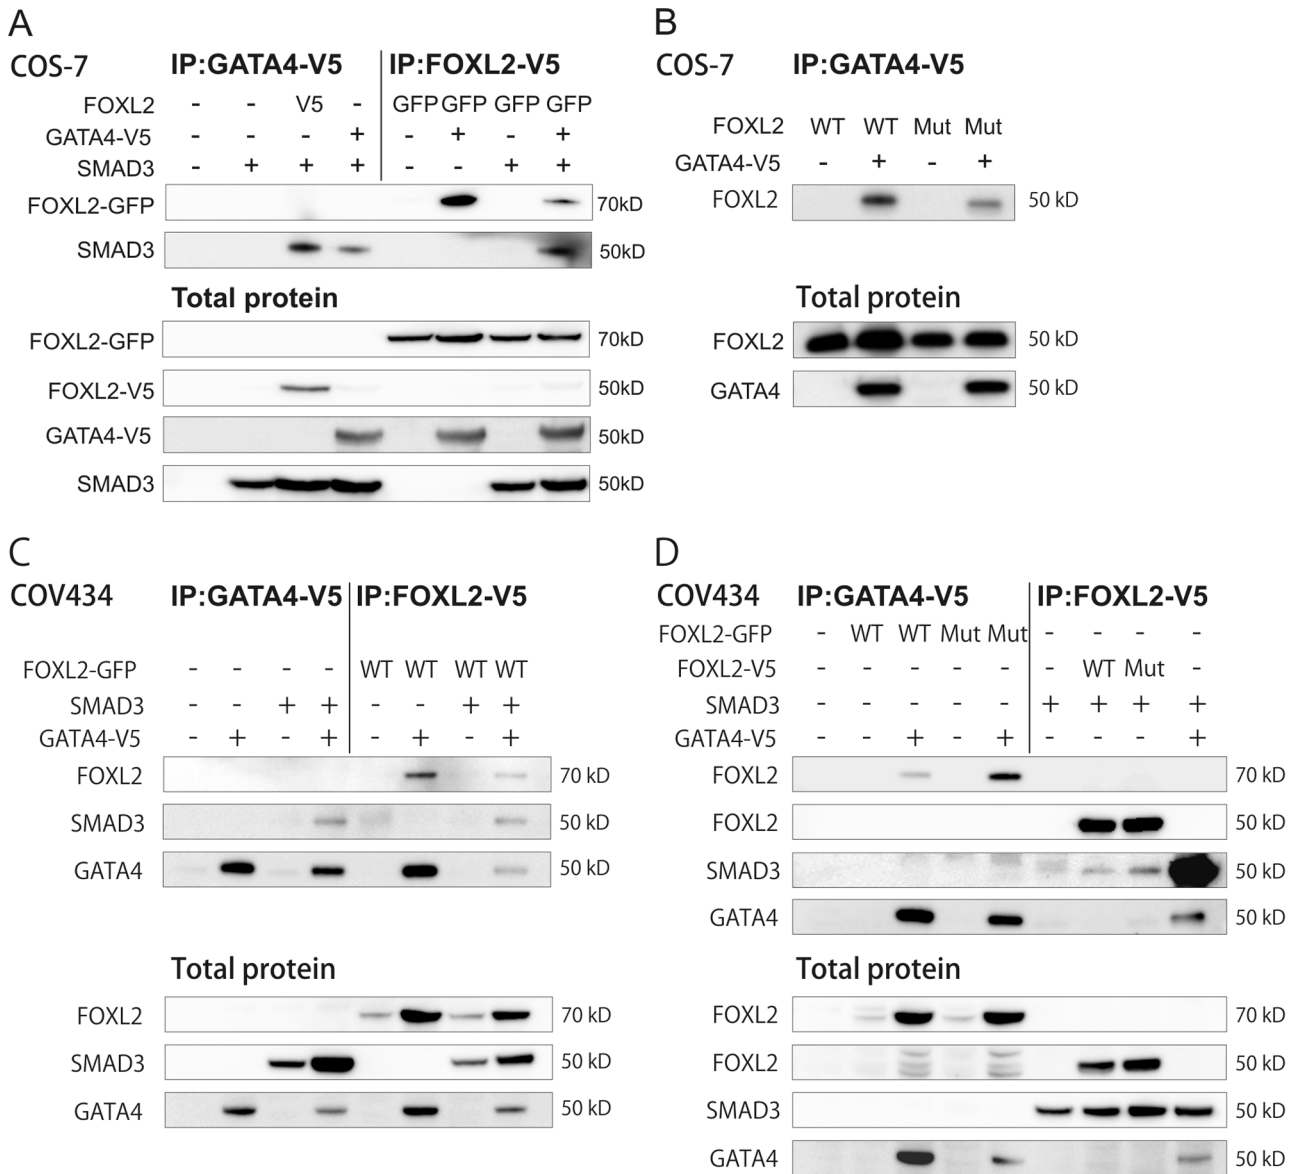 A
COS-7 IP:GATA4-V5 IP:FOXL2-V5
FOXL2 - - V5 - GFP GFP GFP GFP
GATA4-V5 - - - + - + - +
SMAD3 - + + + - - + +
FOXL2-GFP 70kD
SMAD3 50kD
Total protein
FOXL2-GFP 70kD
FOXL2-V5 50kD
GATA4-V5 50kD
SMAD3 50kD
B
COS-7 IP:GATA4-V5
FOXL2 WT WT Mut Mut
GATA4-V5 - + - +
FOXL2 50 kD
Total protein
FOXL2 50 kD
GATA4 50 kD
C
COV434 IP:GATA4-V5 IP:FOXL2-V5
FOXL2-GFP - - - - WT WT WT WT
SMAD3 - - + + - - + +
GATA4-V5 - + - + - + - +
FOXL2 70 kD
SMAD3 50 kD
GATA4 50 kD
Total protein
FOXL2 70 kD
SMAD3 50 kD
GATA4 50 kD
D
COV434 IP:GATA4-V5 IP:FOXL2-V5
FOXL2-GFP - WT WT Mut Mut - - - -
FOXL2-V5 - - - - - - WT Mut -
SMAD3 - - - - - + + + +
GATA4-V5 - - + - + - - - +
FOXL2 70 kD
FOXL2 50 kD
SMAD3 50 kD
GATA4 50 kD
Total protein
FOXL2 70 kD
FOXL2 50 kD
SMAD3 50 kD
GATA4 50 kD